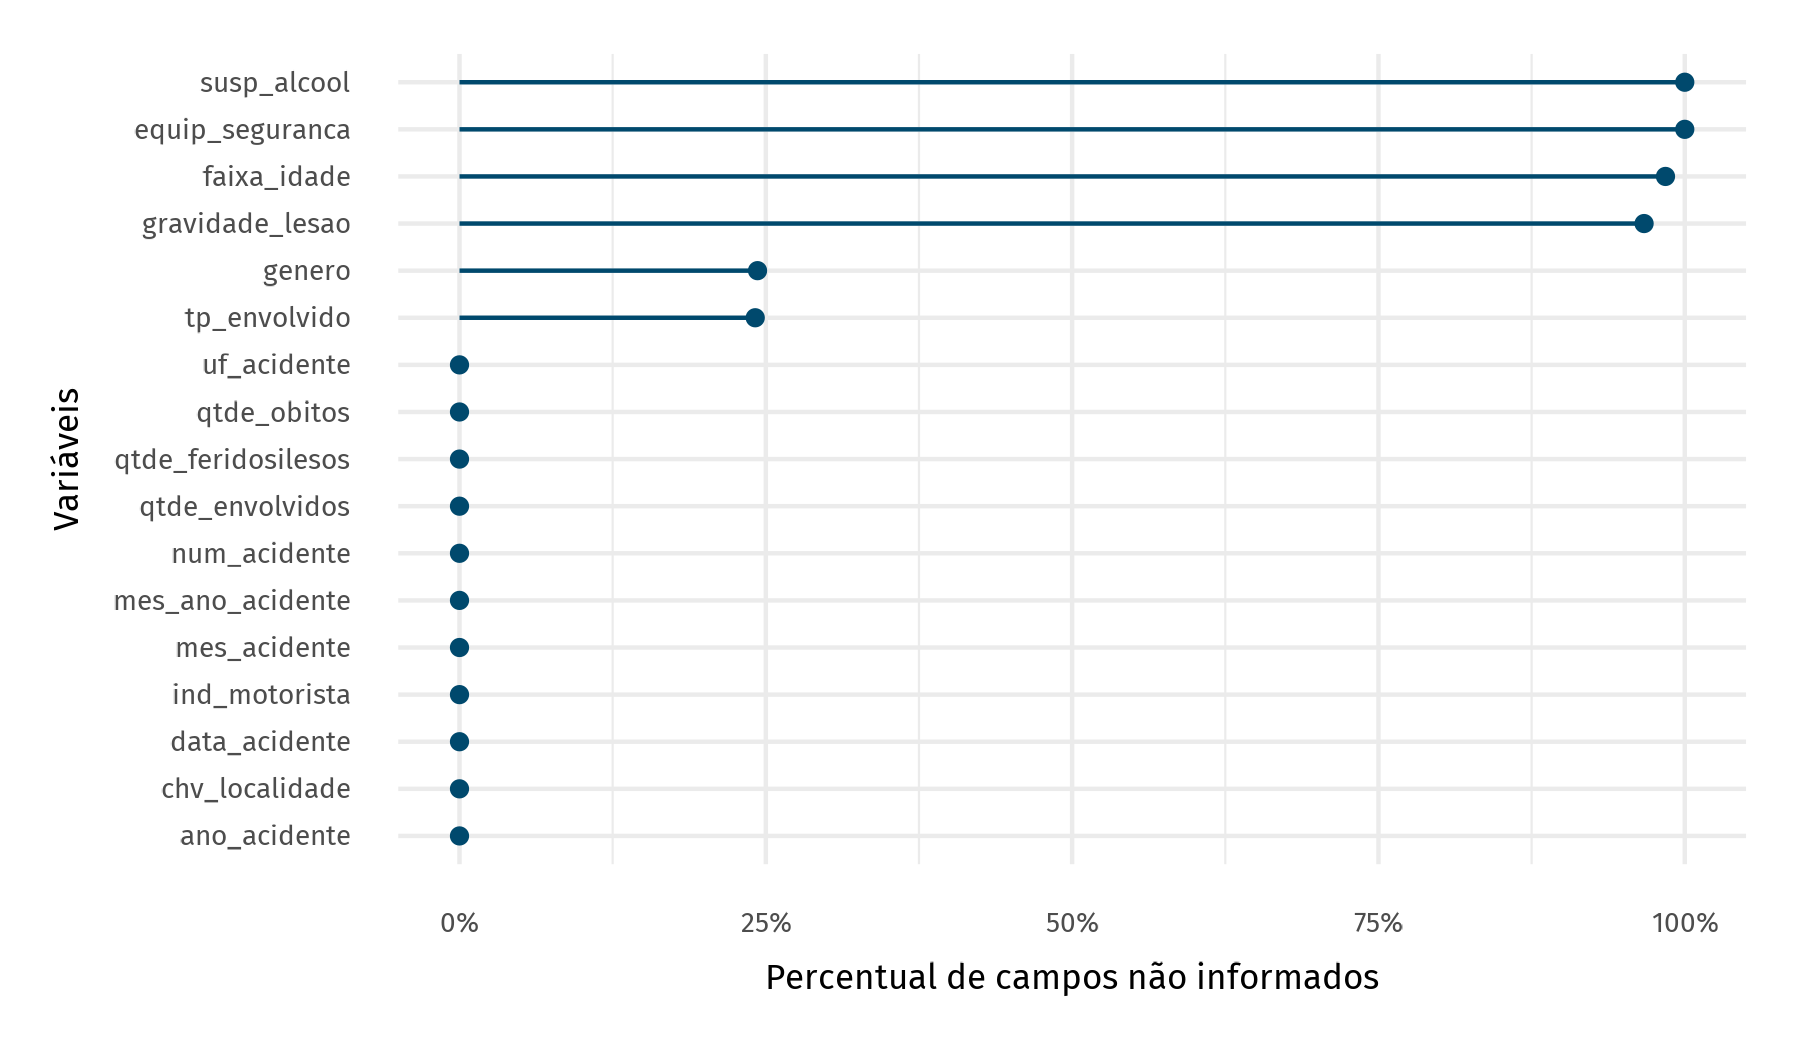 susp_alcool
equip_seguranca
faixa_idade
gravidade_lesao
genero
tp_envolvido
uf_acidente
qtde_obitos
qtde_feridosilesos
qtde_envolvidos
num_acidente
mes_ano_acidente
mes_acidente
ind_motorista
data_acidente
chv_localidade
ano_acidente
Variáveis
0% 25% 50% 75% 100%
Percentual de campos não informados